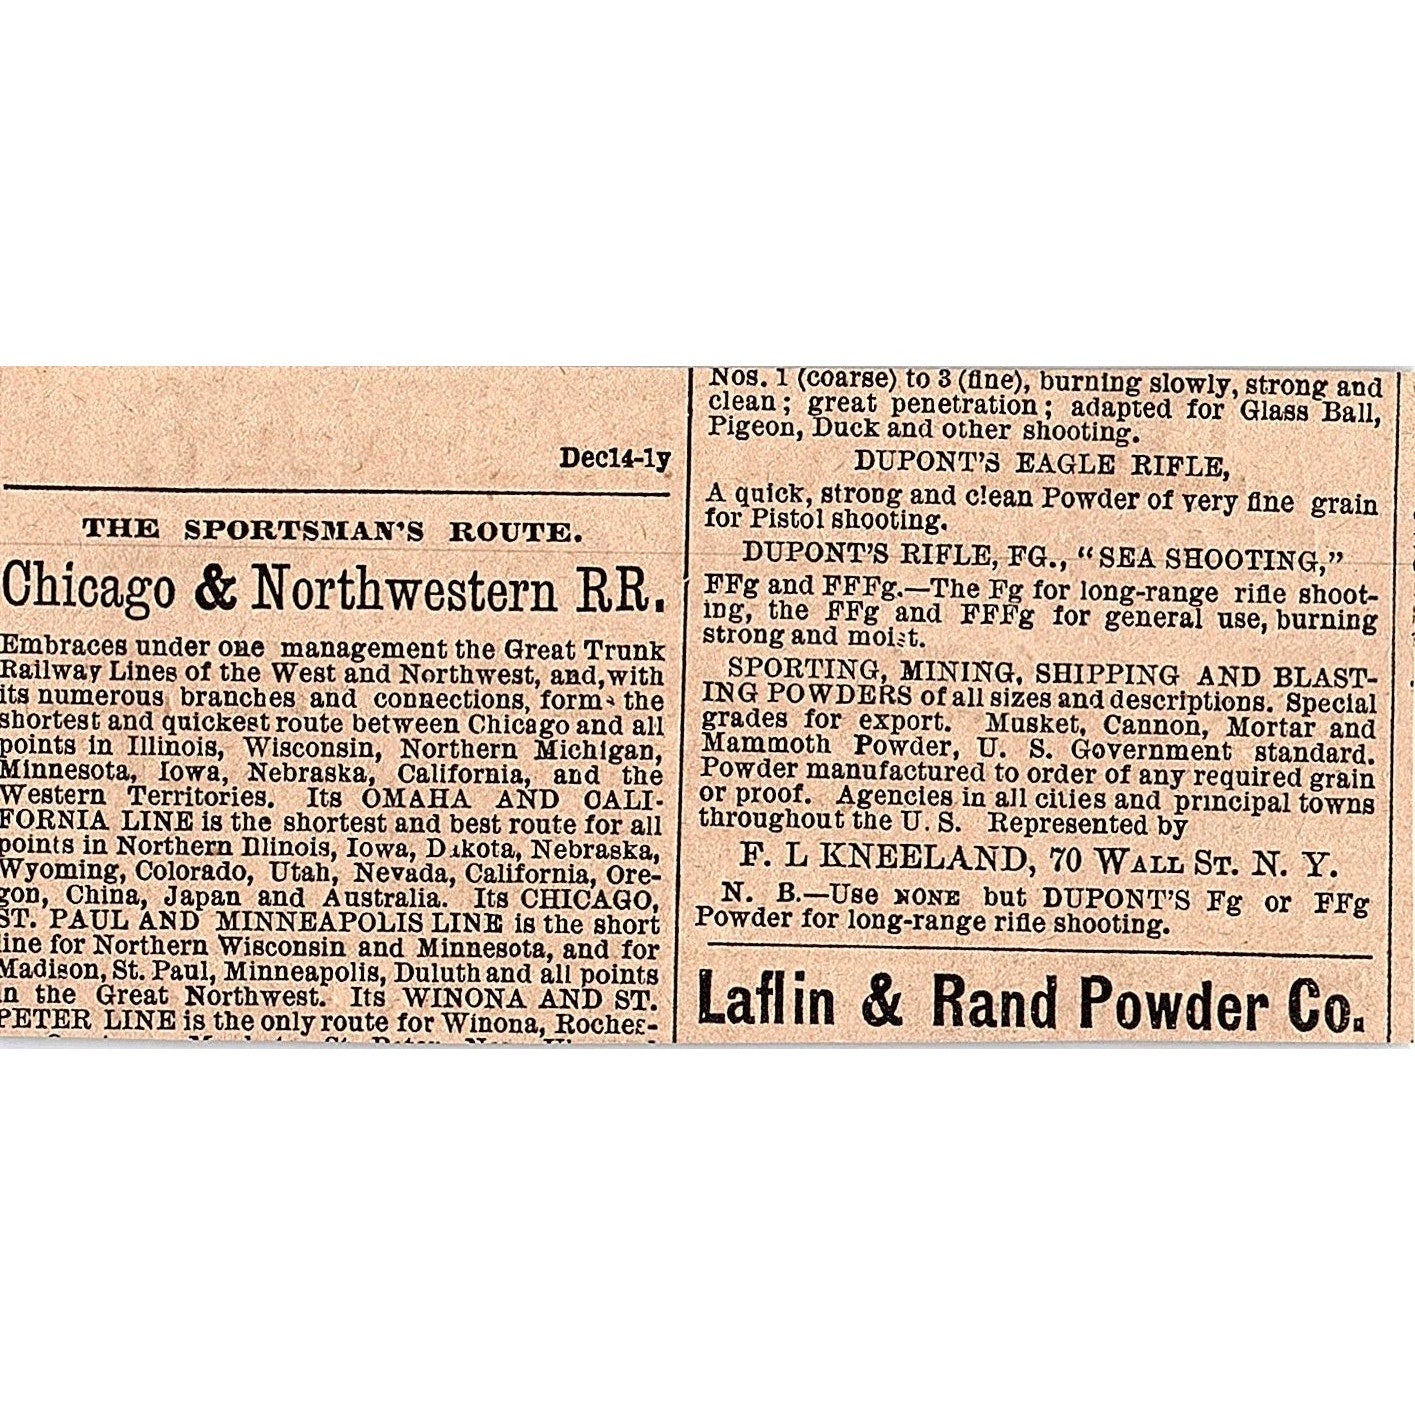 Dec14-1y
THE SPORTSMAN'S ROUTE.
Chicago & Northwestern RR.
Embraces under one management the Great Trunk
Railway Lines of the West and Northwest, and, with
its numerous branches and connections, form the
shortest and quickest route between Chicago and all
points in Illinois, Wisconsin, Northern Michigan,
Minnesota, Iowa, Nebraska, California, and the
Western Territories. Its OMAHA AND CALI-
FORNIA LINE is the shortest and best route for all
points in Northern Illinois, Iowa, Dakota, Nebraska,
Wyoming, Colorado, Utah, Nevada, California, Ore-
gon, China, Japan and Australia. Its CHICAGO,
ST. PAUL AND MINNEAPOLIS LINE is the short
line for Northern Wisconsin and Minnesota, and for
Madison, St. Paul, Minneapolis, Duluth and all points
in the Great Northwest. Its WINONA AND ST.
PETER LINE is the only route for Winona, Roches-
Nos. 1 (coarse) to 3 (fine), burning slowly, strong and
clean; great penetration; adapted for Glass Ball,
Pigeon, Duck and other shooting.
DUPONT'S EAGLE RIFLE,
A quick, strong and clean Powder of very fine grain
for Pistol shooting.
DUPONT'S RIFLE, FG., "SEA SHOOTING,"
FFg and FFFg.—The Fg for long-range rifle shoot-
ing, the FFg and FFFg for general use, burning
strong and moist.
SPORTING, MINING, SHIPPING AND BLAST-
ING POWDERS of all sizes and descriptions. Special
grades for export. Musket, Cannon, Mortar and
Mammoth Powder, U. S. Government standard.
Powder manufactured to order of any required grain
or proof. Agencies in all cities and principal towns
throughout the U. S. Represented by
F. L KNEELAND, 70 WALL ST. N. Y.
N. B.—Use NONE but DUPONT'S Fg or FFg
Powder for long-range rifle shooting.
Laflin & Rand Powder Co.